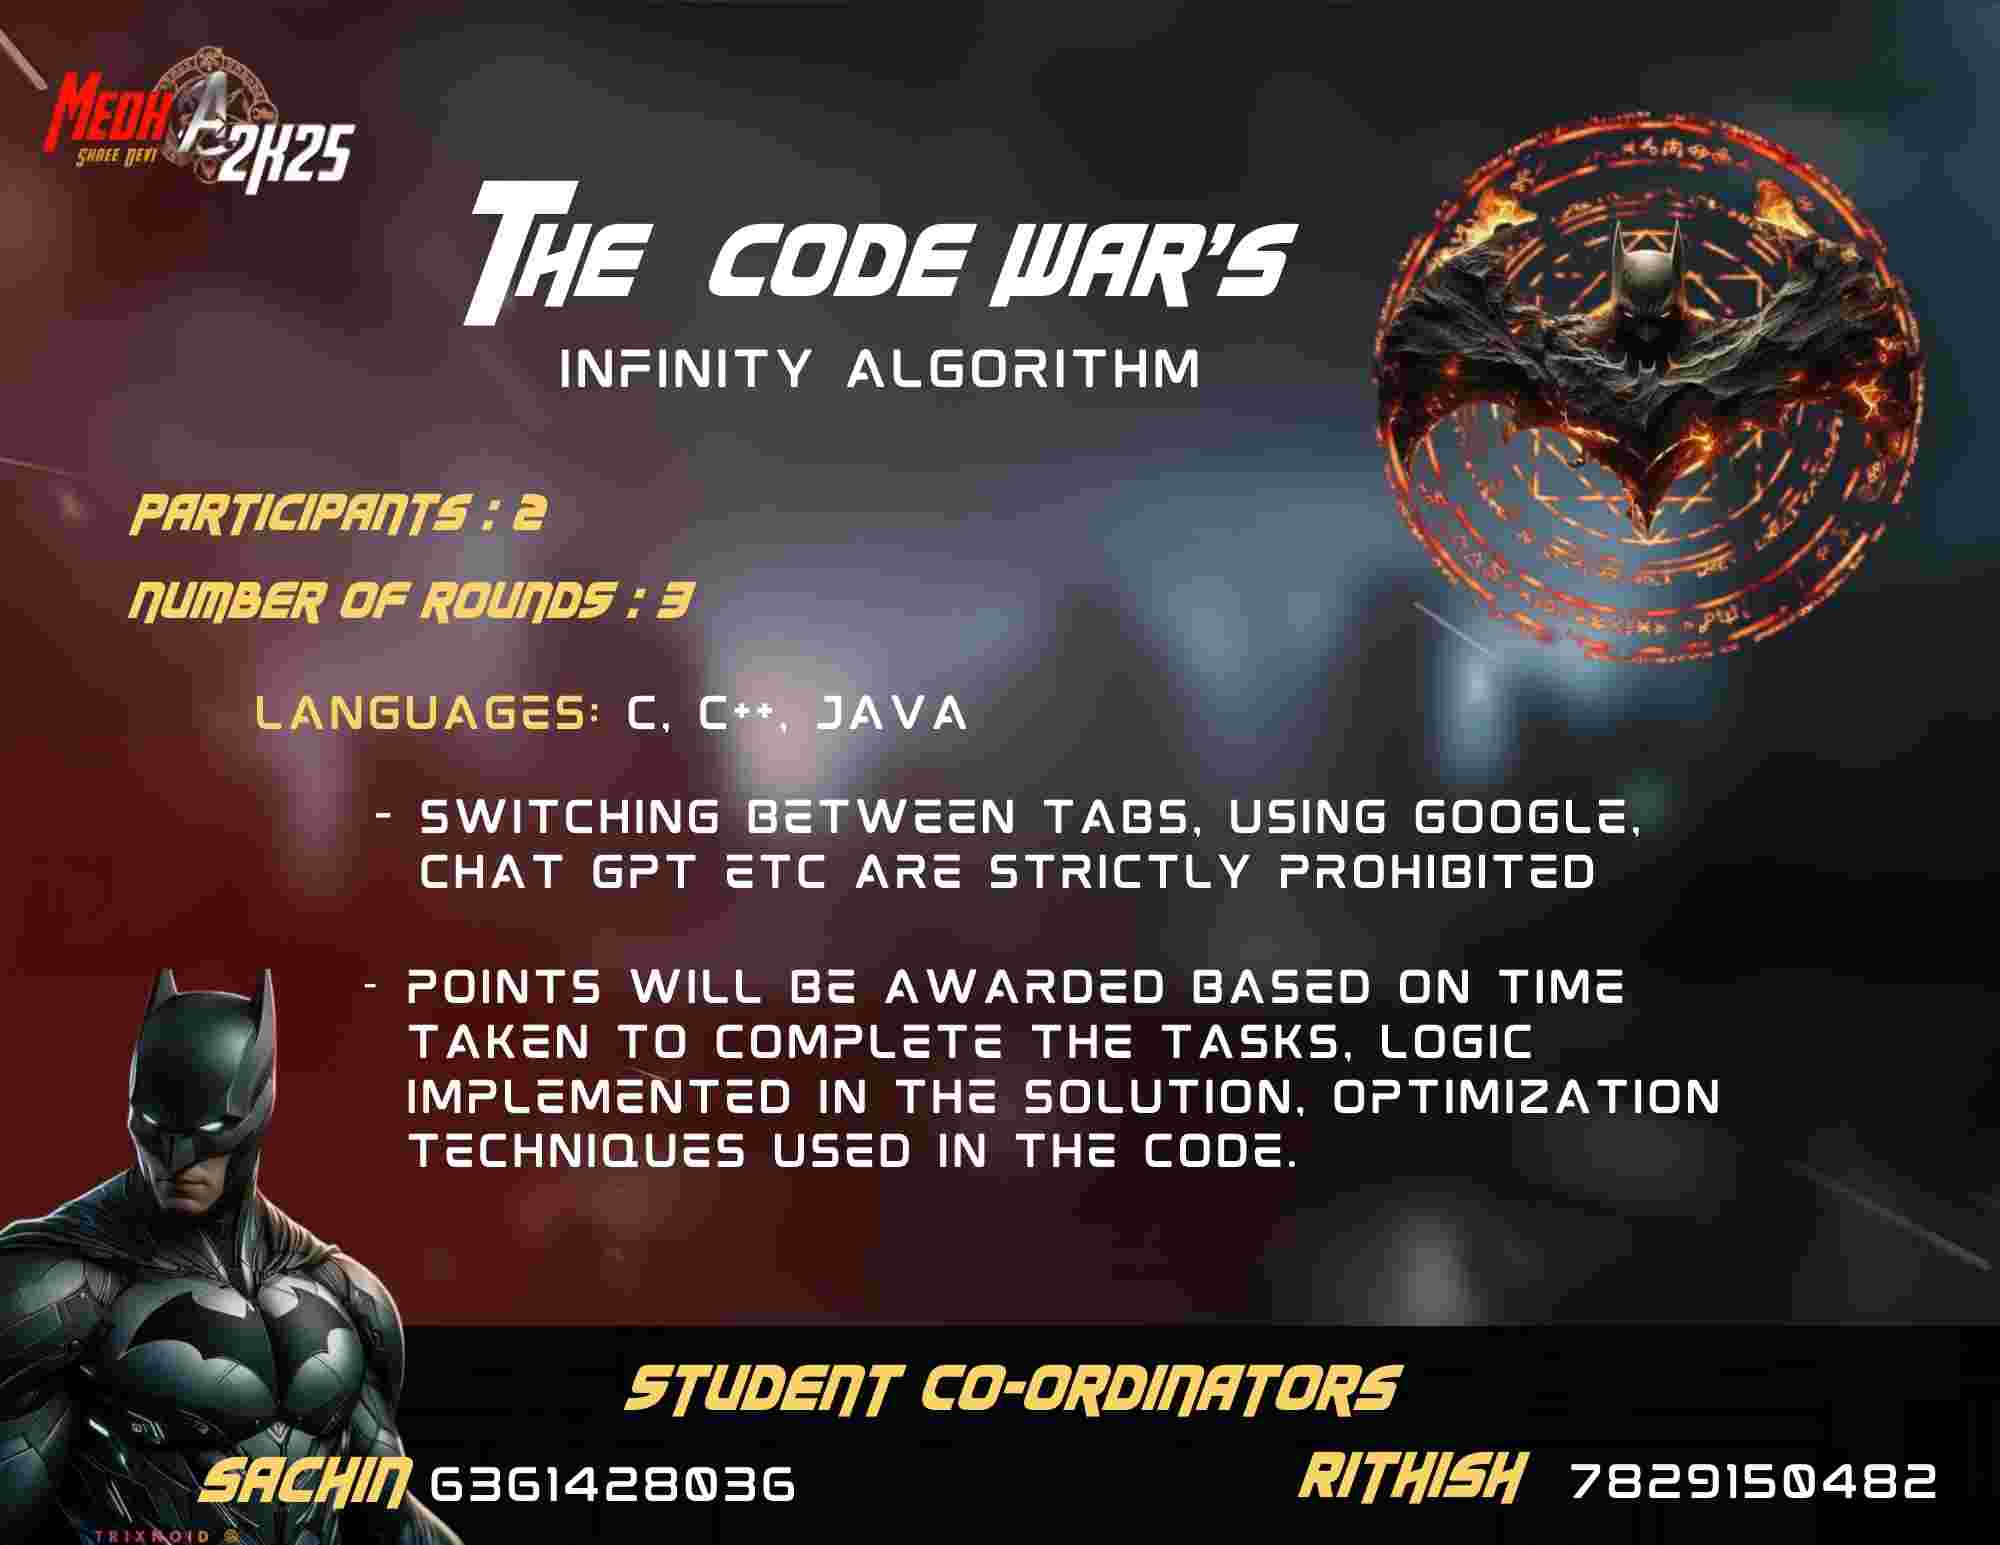 MEDHA 2K25
SHREE DEVI
THE CODE WAR'S
INFINITY ALGORITHM
PARTICIPANTS : 2
NUMBER OF ROUNDS : 3
LANGUAGES: C, C++, JAVA
- SWITCHING BETWEEN TABS, USING GOOGLE,
CHAT GPT ETC ARE STRICTLY PROHIBITED
- POINTS WILL BE AWARDED BASED ON TIME
TAKEN TO COMPLETE THE TASKS, LOGIC
IMPLEMENTED IN THE SOLUTION, OPTIMIZATION
TECHNIQUES USED IN THE CODE.
STUDENT CO-ORDINATORS
SACHIN 6361428036
RITHISH 7829150482
TRIXNOID